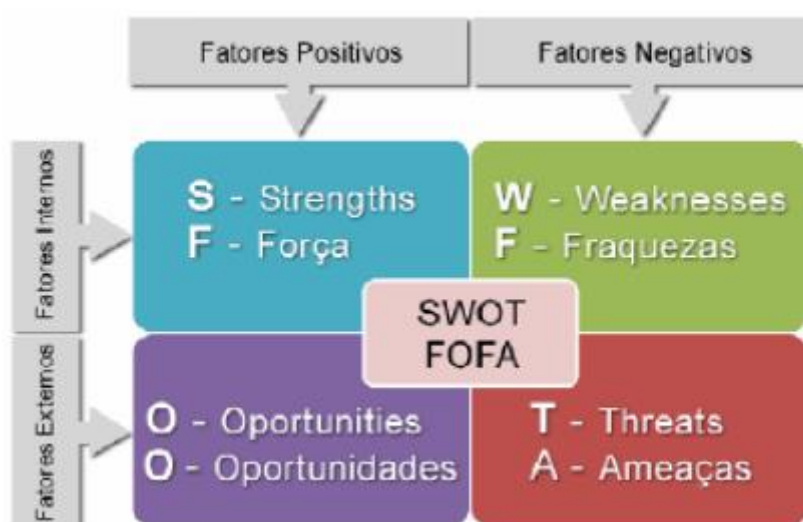 Fatores Positivos
Fatores Negativos
Fatores Internos
S - Strengths
F - Força
W - Weaknesses
F - Fraquezas
SWOT
FOFA
Fatores Externos
O - Oportunities
O - Oportunidades
T - Threats
A - Ameaças